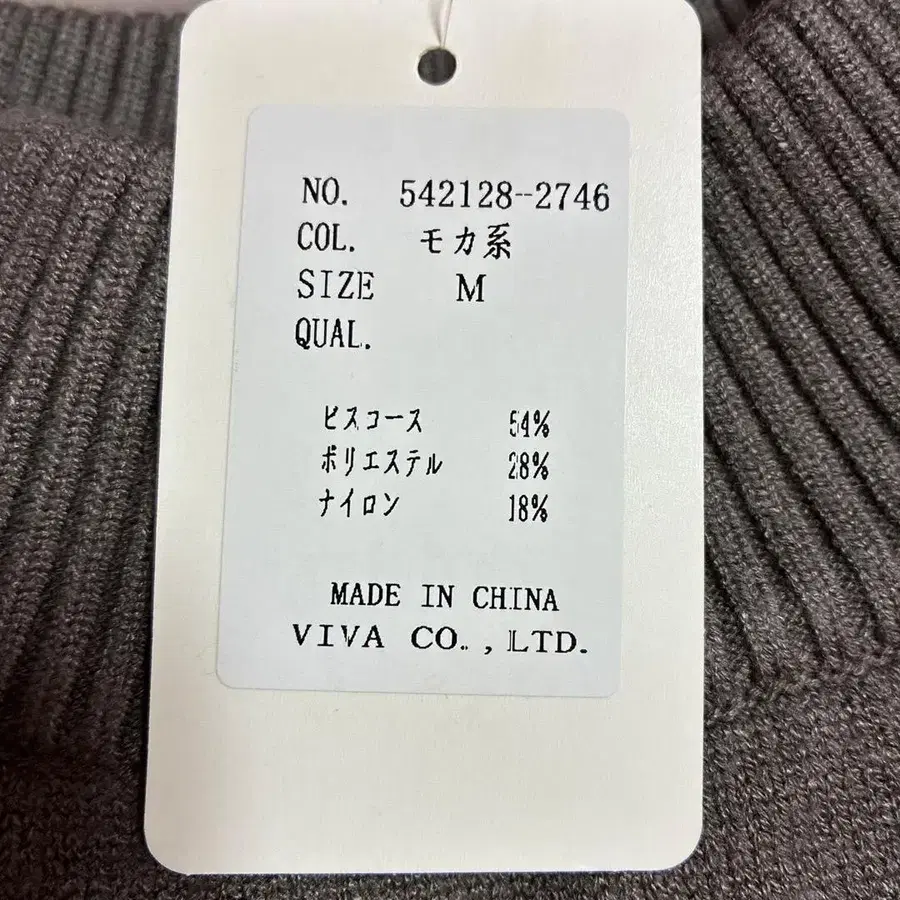 NO. 542128-2746
COL. モカ系
SIZE M
QUAL.
ビスコース 54%
ポリエステル 28%
ナイロン 18%
MADE IN CHINA
VIVA CO.,LTD.